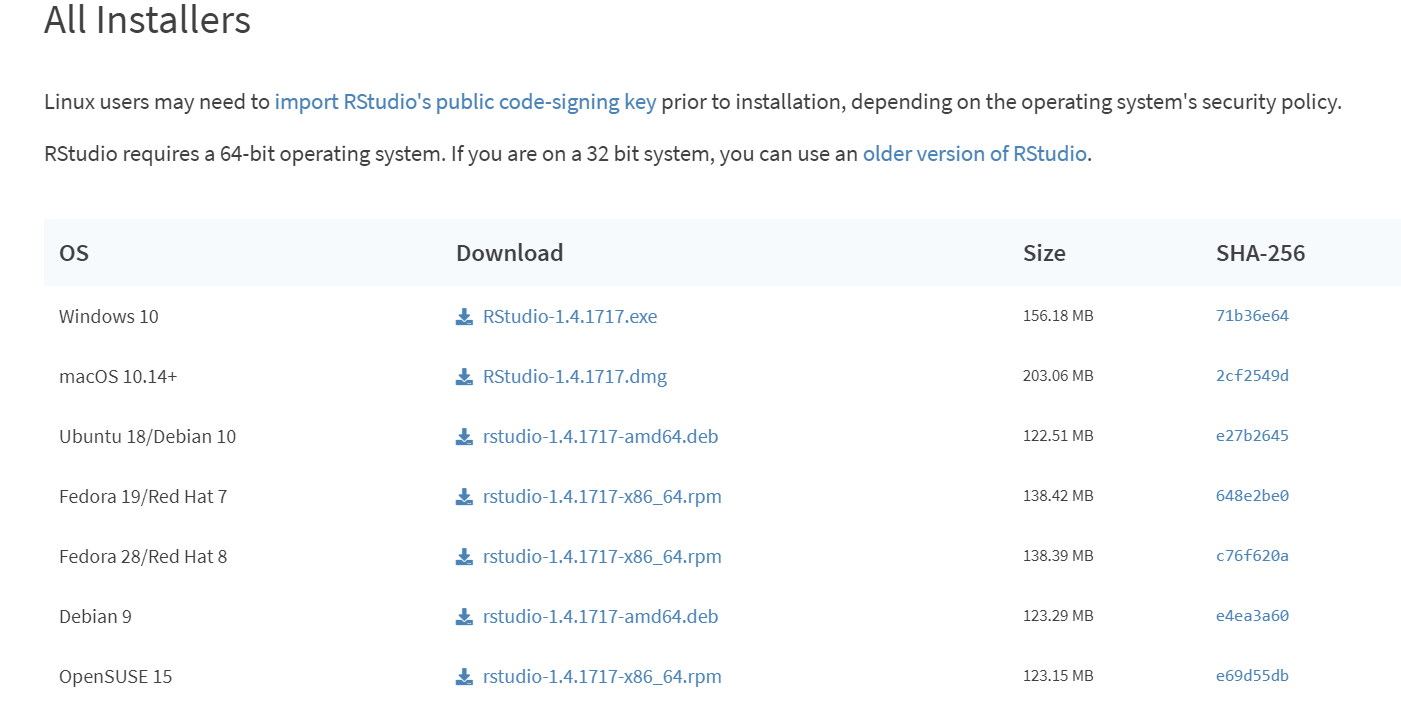 All Installers
Linux users may need to import RStudio's public code-signing key prior to installation, depending on the operating system's security policy.
RStudio requires a 64-bit operating system. If you are on a 32 bit system, you can use an older version of RStudio.
OS Download Size SHA-256
Windows 10 RStudio-1.4.1717.exe 156.18 MB 71b36e64
macOS 10.14+ RStudio-1.4.1717.dmg 203.06 MB 2cf2549d
Ubuntu 18/Debian 10 rstudio-1.4.1717-amd64.deb 122.51 MB e27b2645
Fedora 19/Red Hat 7 rstudio-1.4.1717-x86_64.rpm 138.42 MB 648e2be0
Fedora 28/Red Hat 8 rstudio-1.4.1717-x86_64.rpm 138.39 MB c76f620a
Debian 9 rstudio-1.4.1717-amd64.deb 123.29 MB e4ea3a60
OpenSUSE 15 rstudio-1.4.1717-x86_64.rpm 123.15 MB e69d55db